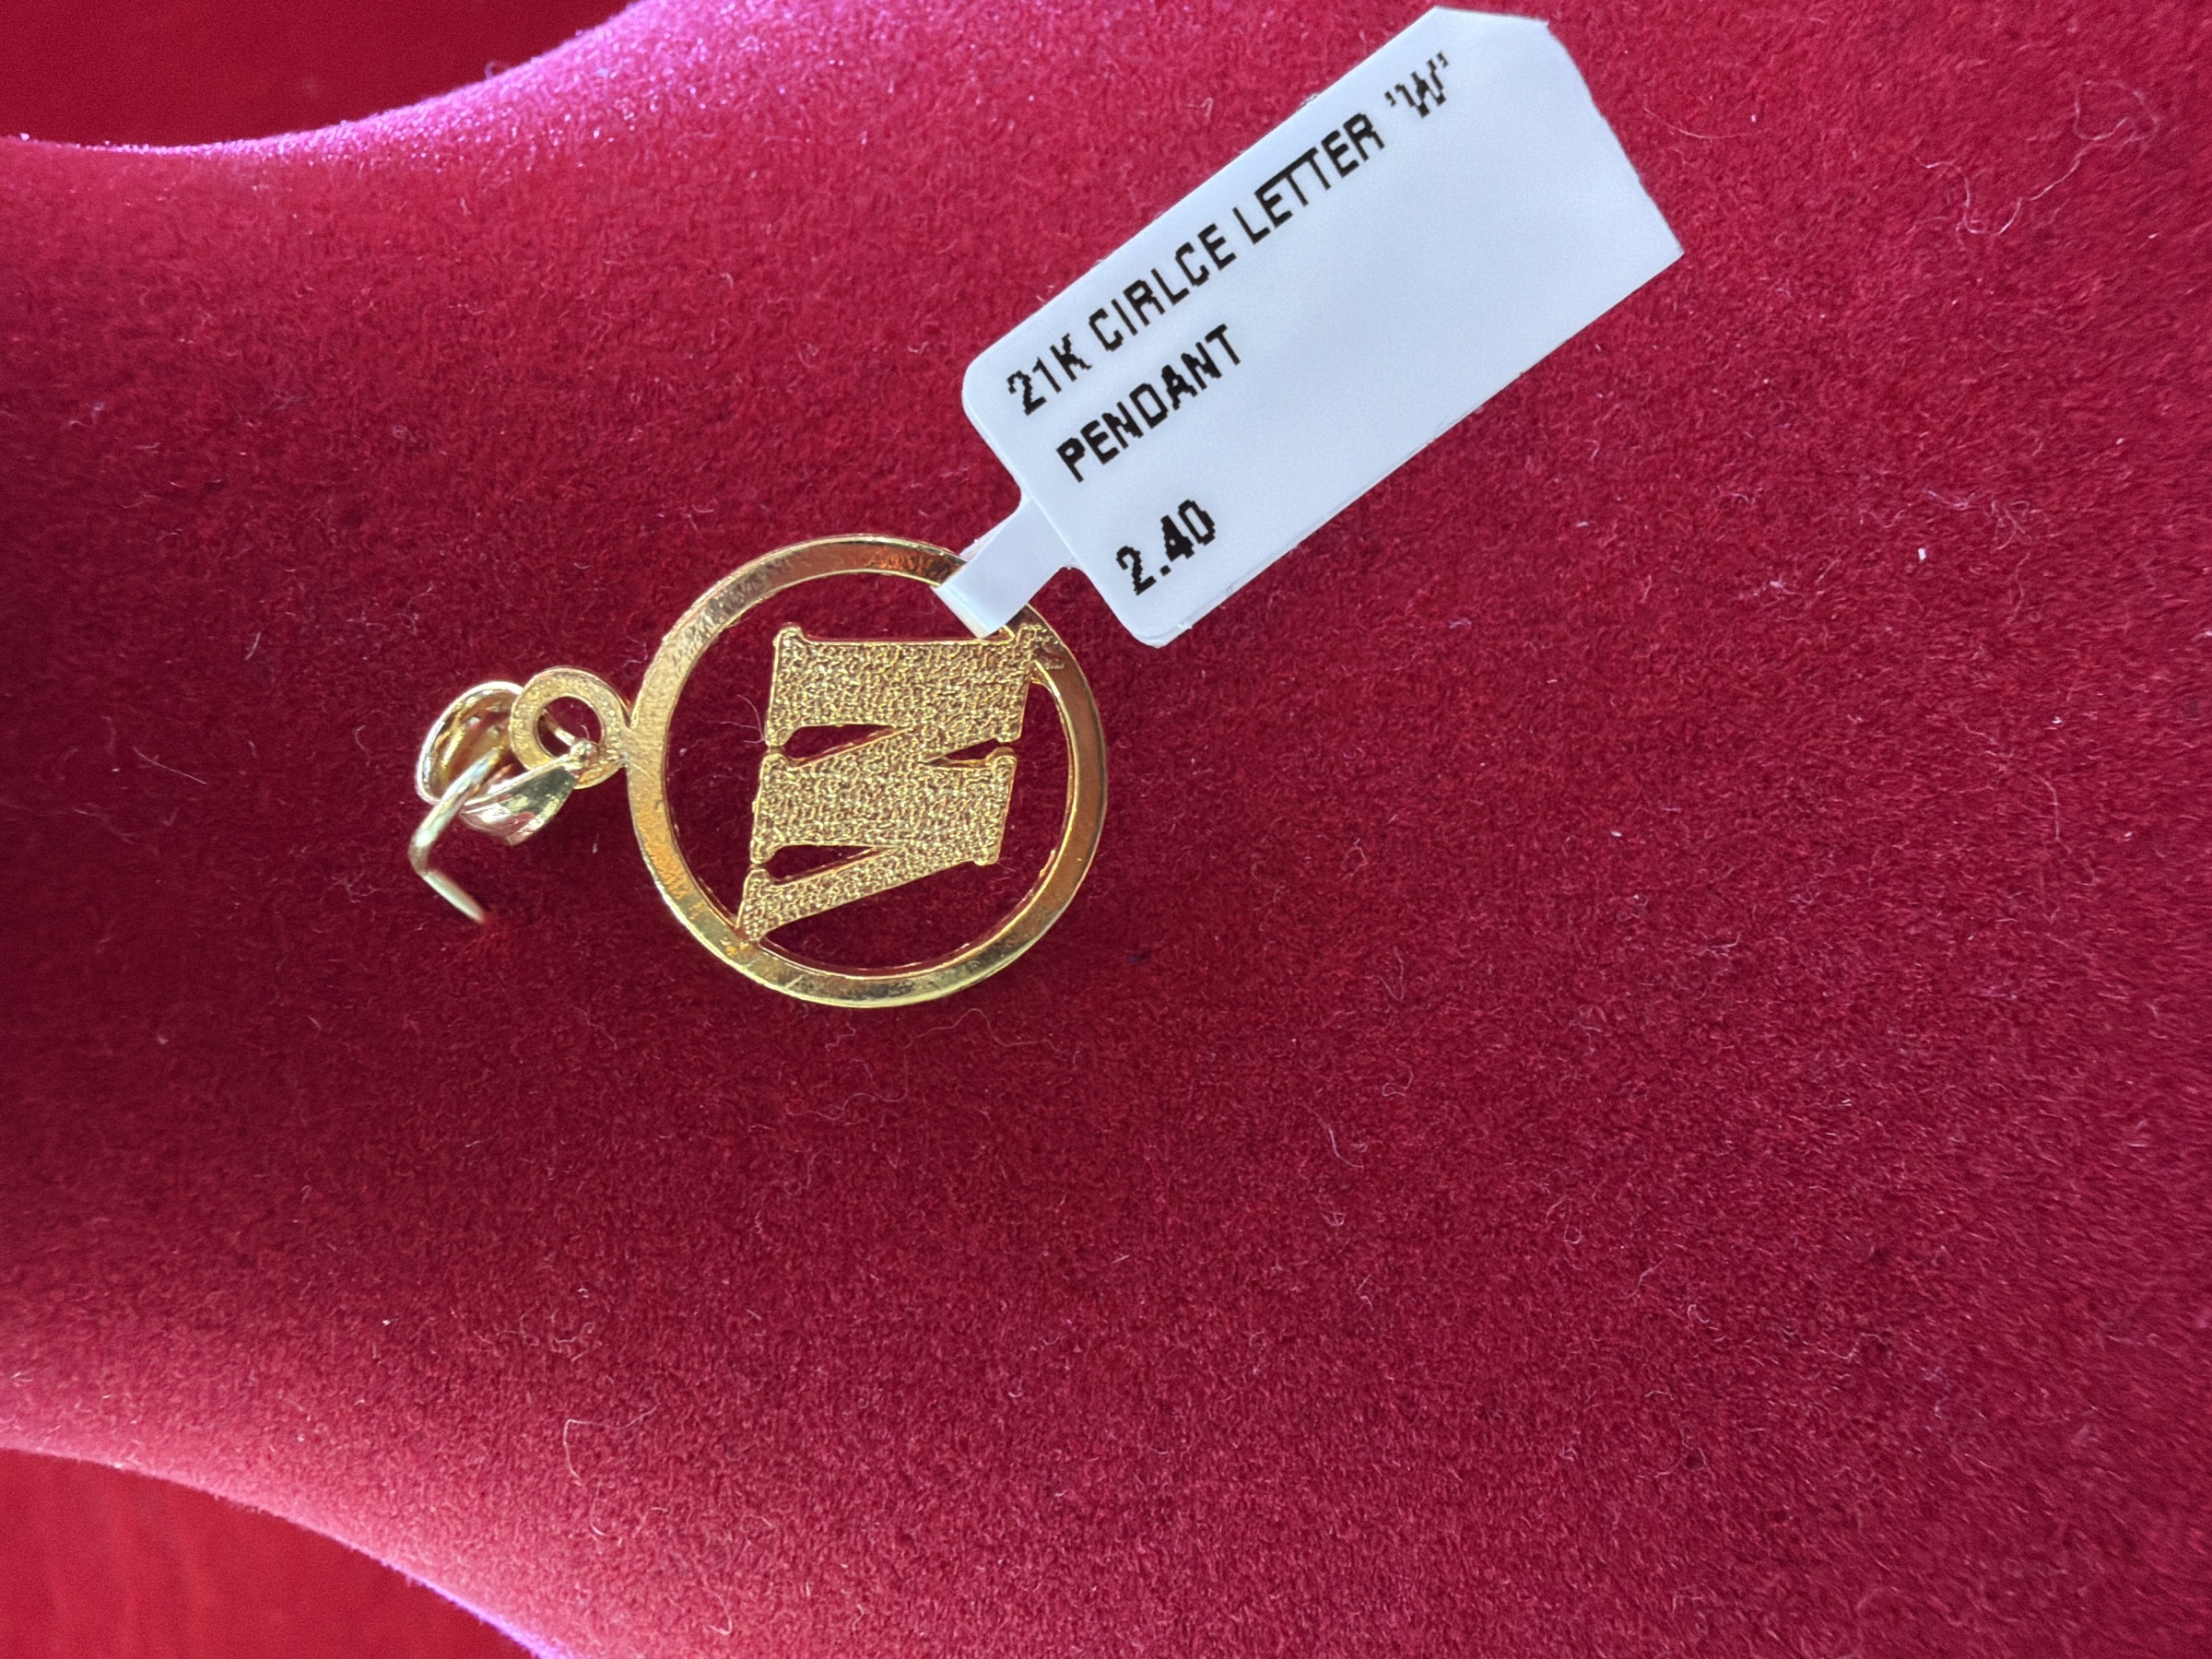 21K CIRLCE LETTER "W"
PENDANT
2.40
W